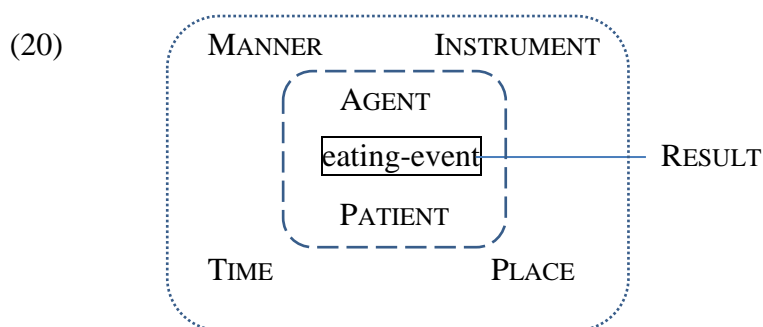 (20) MANNER INSTRUMENT
AGENT
eating-event RESULT
PATIENT
TIME PLACE